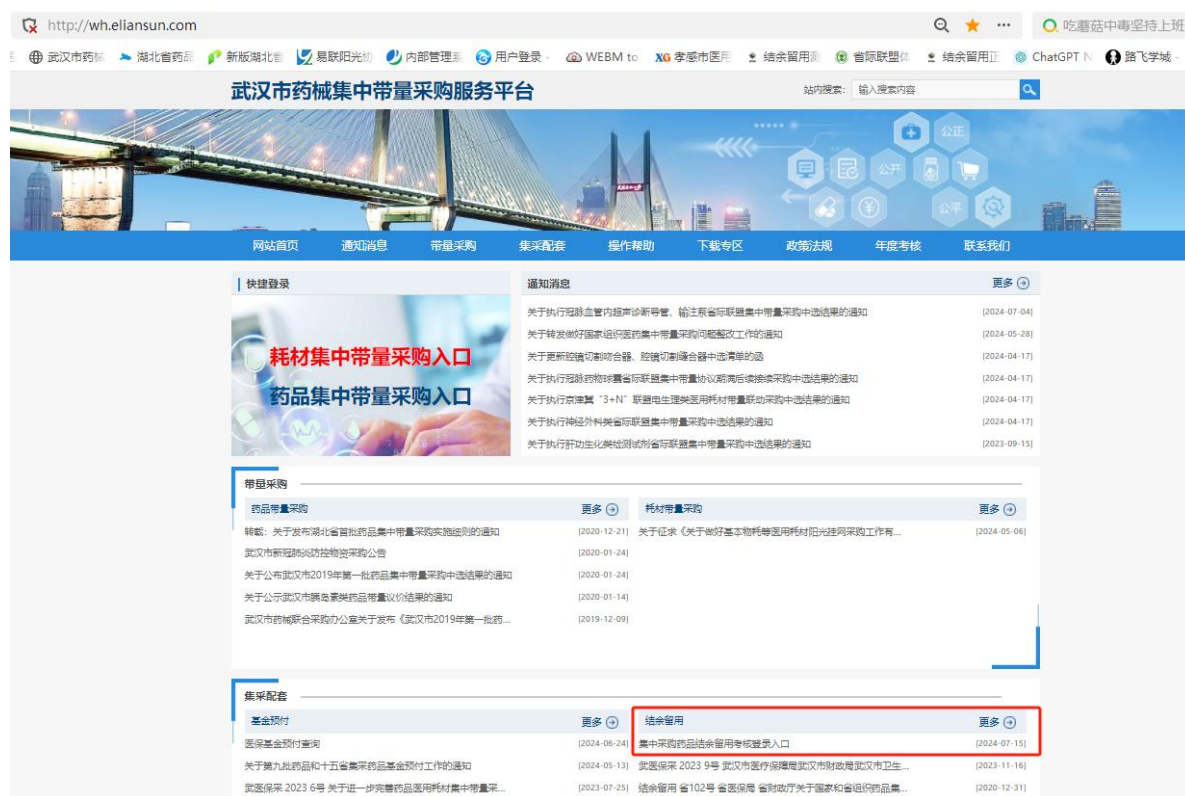 http://wh.eliansun.com
吃蘑菇中毒坚持上班
武汉市药械
湖北省药品
新版湖北省
易联阳光协
内部管理系
用户登录 -
WEBM to
XG 孝感市医用
结余留用测
省际联盟体
结余留用正
ChatGPT N
路飞学城 -
武汉市药械集中带量采购服务平台
站内搜索: 输入搜索内容
公正
公开
公平
网站首页 通知消息 带量采购 集采配套 操作帮助 下载专区 政策法规 年度考核 联系我们
快捷登录
耗材集中带量采购入口
药品集中带量采购入口
通知消息 更多
关于执行冠脉血管内超声诊断导管、输注泵省际联盟集中带量采购中选结果的通知 [2024-07-04]
关于转发做好国家组织医药集中带量采购问题整改工作的通知 [2024-05-28]
关于更新腔镜切割吻合器、腔镜切割缝合器中选清单的函 [2024-04-17]
关于执行冠脉药物球囊省际联盟集中带量协议期满后续接续采购中选结果的通知 [2024-04-17]
关于执行京津冀“3+N”联盟电生理类医用耗材带量联动采购中选结果的通知 [2024-04-17]
关于执行神经外科类省际联盟集中带量采购中选结果的通知 [2024-04-17]
关于执行肝功生化类检测试剂省际联盟集中带量采购中选结果的通知 [2023-09-15]
带量采购
药品带量采购 更多
转载：关于发布湖北省首批药品集中带量采购实施细则的通知 [2020-12-21]
武汉市新冠肺炎防控物资采购公告 [2020-01-24]
关于公布武汉市2019年第一批药品集中带量采购中选结果的通知 [2020-01-24]
关于公示武汉市胰岛素类药品带量议价结果的通知 [2020-01-14]
武汉市药械联合采购办公室关于发布《武汉市2019年第一批药... [2019-12-09]
耗材带量采购 更多
关于征求《关于做好基本物耗等医用耗材阳光挂网采购工作有... [2024-05-06]
集采配套
基金预付 更多
医保基金预付查询 [2024-06-24]
关于第九批药品和十五省集采药品基金预付工作的通知 [2024-05-13]
武医保采 2023 6号 关于进一步完善药品医用耗材集中带量采... [2023-07-25]
结余留用 更多
集中采购药品结余留用考核登录入口 [2024-07-15]
武医保采 2023 9号 武汉市医疗保障局武汉市财政局武汉市卫生... [2023-11-16]
结余留用 省102号 省医保局 省财政厅关于国家和省组织药品集... [2020-12-31]